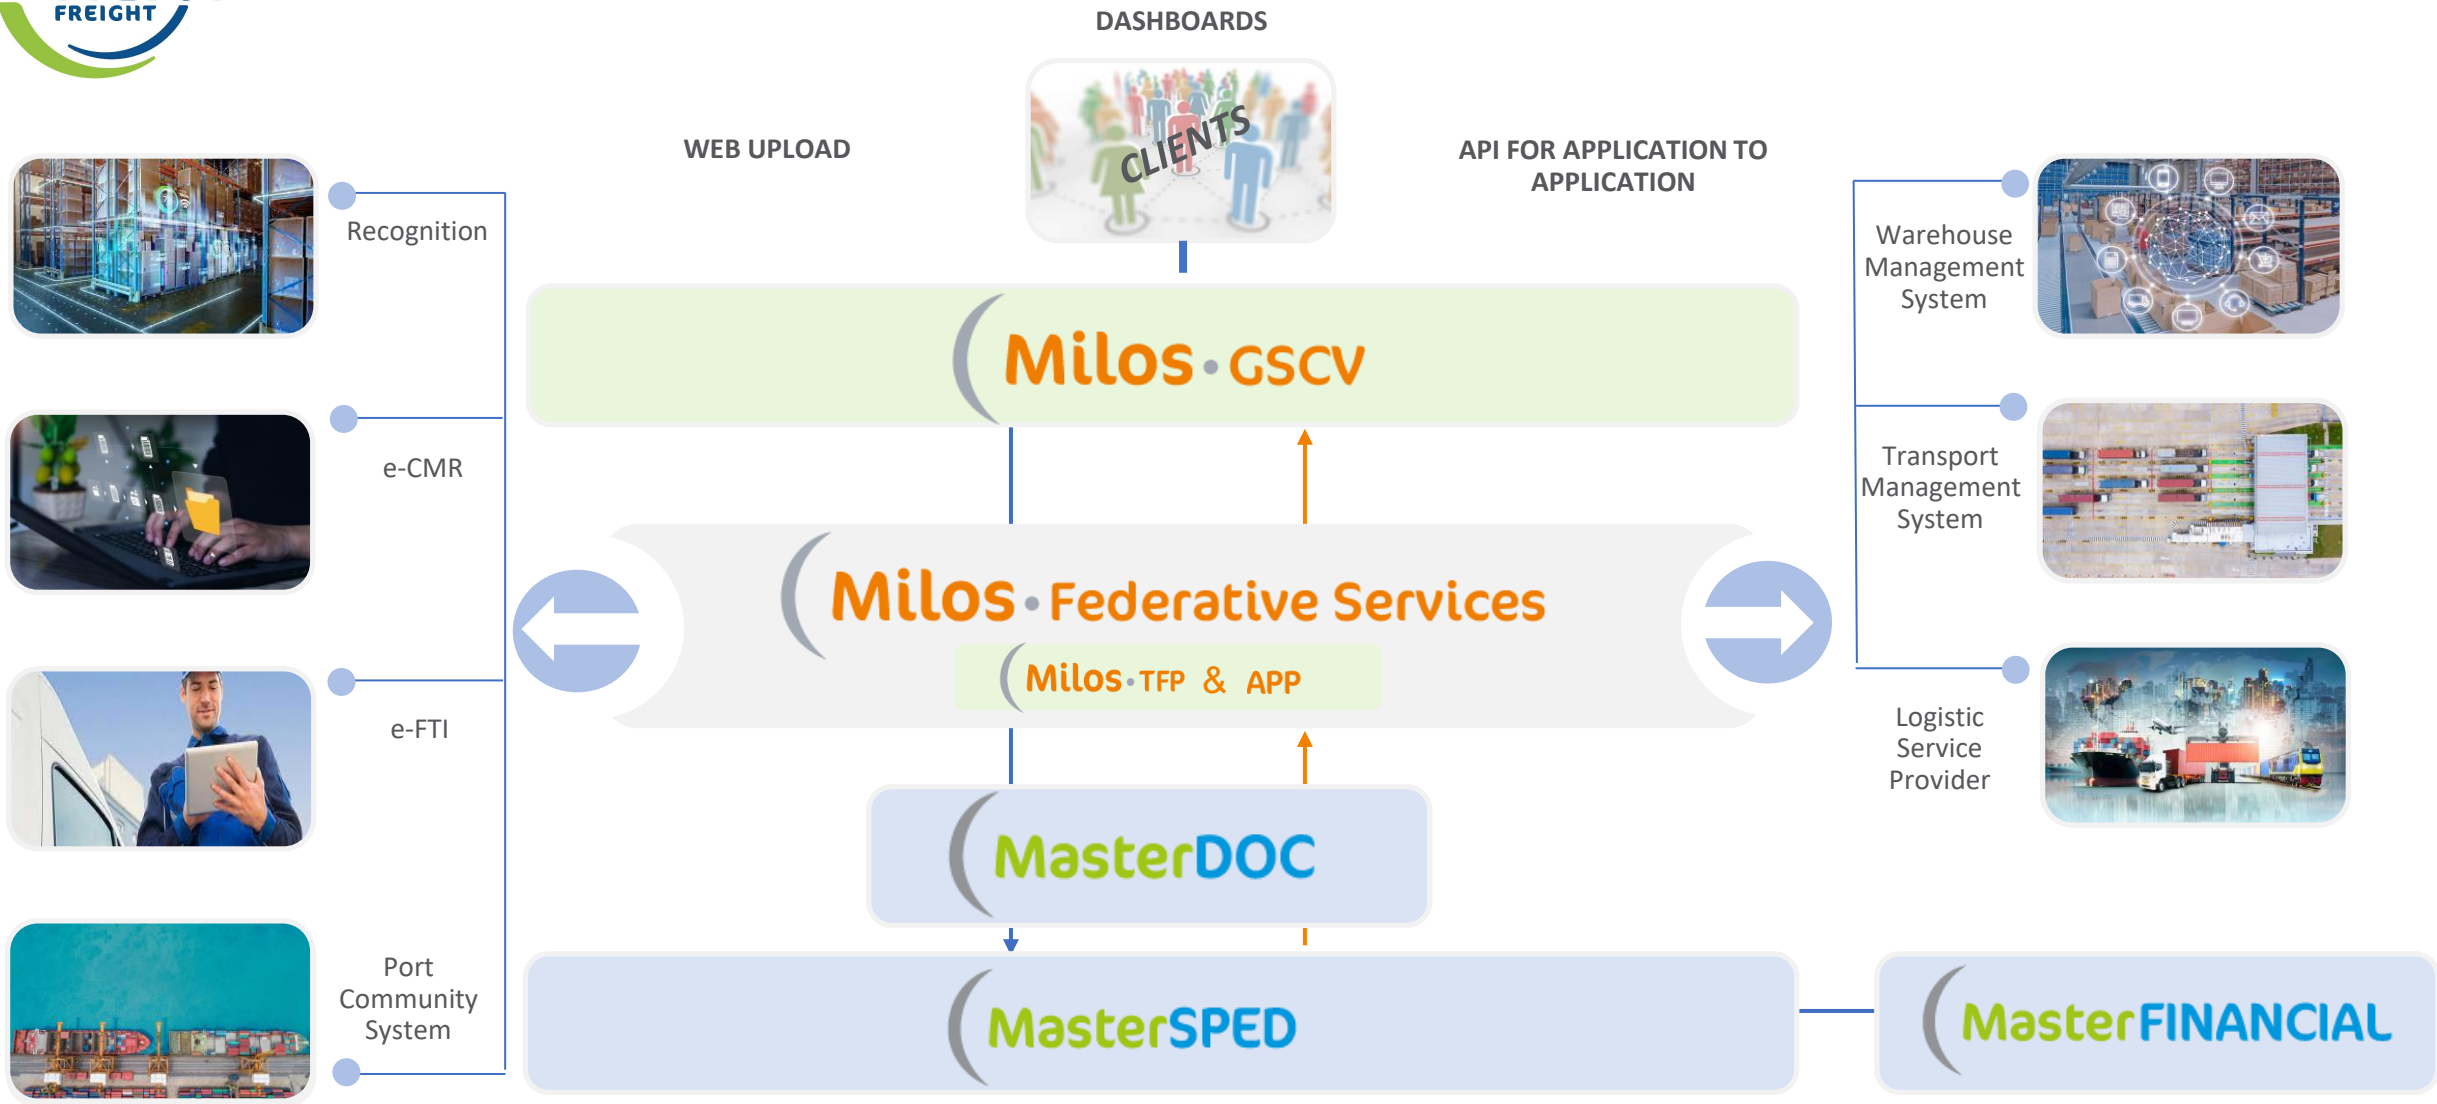 FREIGHT
DASHBOARDS
CLIENTS
WEB UPLOAD
API FOR APPLICATION TO
APPLICATION
Recognition
e-CMR
e-FTI
Port
Community
System
Milos • GSCV
Milos • Federative Services
Milos • TFP & APP
MasterDOC
MasterSPED
MasterFINANCIAL
Warehouse
Management
System
Transport
Management
System
Logistic
Service
Provider